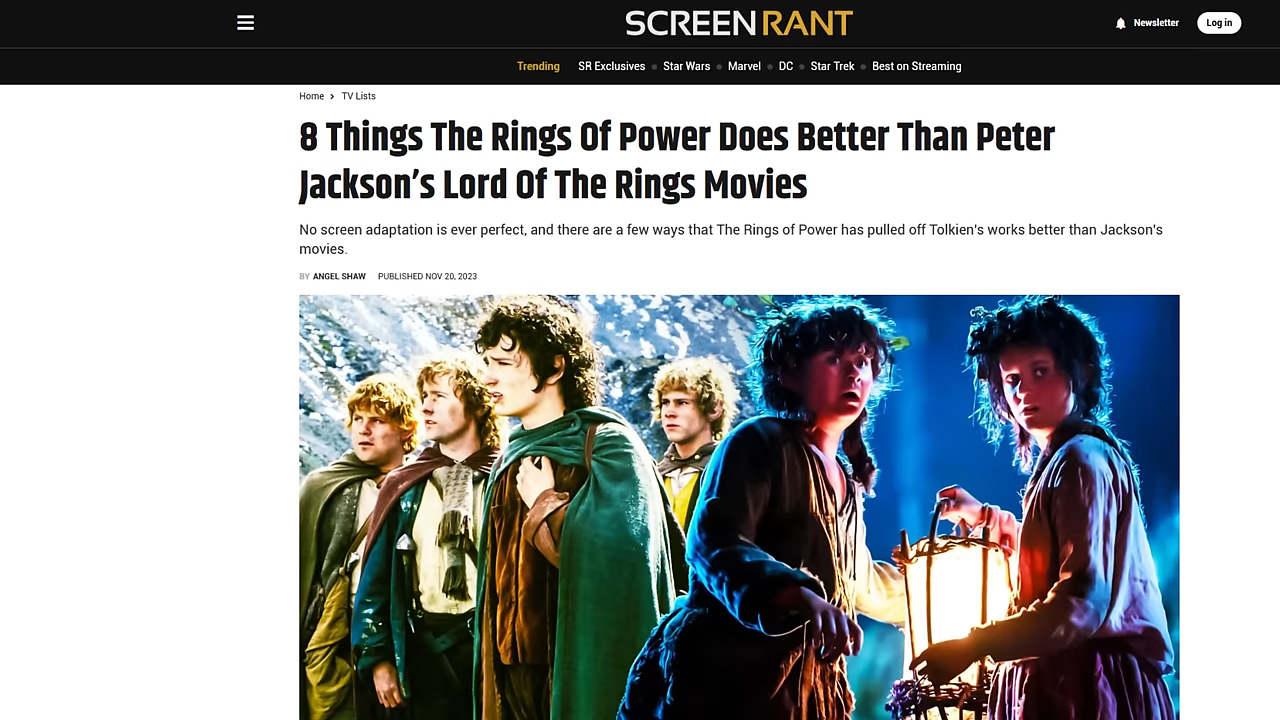 SCREENRANT
Newsletter
Log in
Trending SR Exclusives Star Wars Marvel DC Star Trek Best on Streaming
Home > TV Lists
8 Things The Rings Of Power Does Better Than Peter
Jackson’s Lord Of The Rings Movies
No screen adaptation is ever perfect, and there are a few ways that The Rings of Power has pulled off Tolkien's works better than Jackson's
movies.
BY ANGEL SHAW PUBLISHED NOV 20, 2023